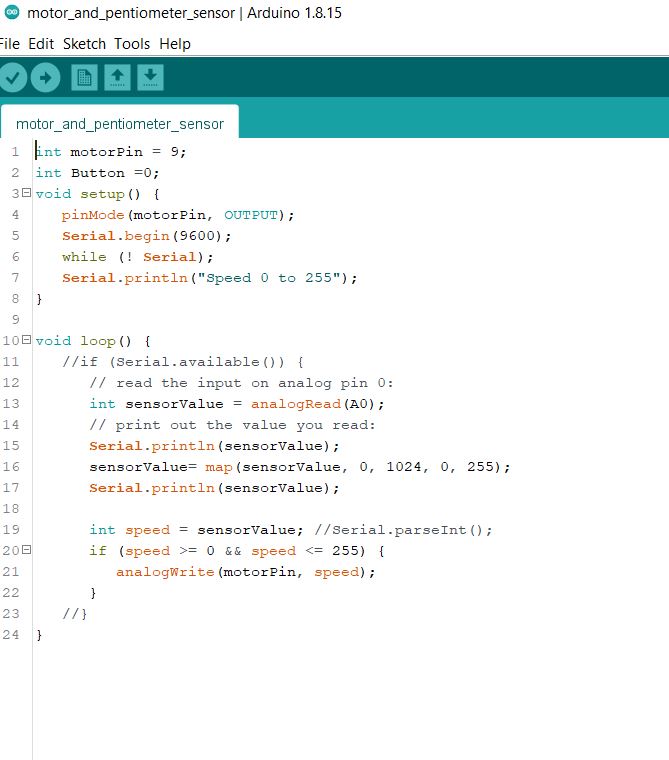 motor_and_pentiometer_sensor | Arduino 1.8.15
File Edit Sketch Tools Help
motor_and_pentiometer_sensor
1 int motorPin = 9;
2 int Button =0;
3 void setup() {
4 pinMode(motorPin, OUTPUT);
5 Serial.begin(9600);
6 while (! Serial);
7 Serial.println("Speed 0 to 255");
8 }
9
10 void loop() {
11 //if (Serial.available()) {
12 // read the input on analog pin 0:
13 int sensorValue = analogRead(A0);
14 // print out the value you read:
15 Serial.println(sensorValue);
16 sensorValue= map(sensorValue, 0, 1024, 0, 255);
17 Serial.println(sensorValue);
18
19 int speed = sensorValue; //Serial.parseInt();
20 if (speed >= 0 && speed <= 255) {
21 analogWrite(motorPin, speed);
22 }
23 //}
24 }